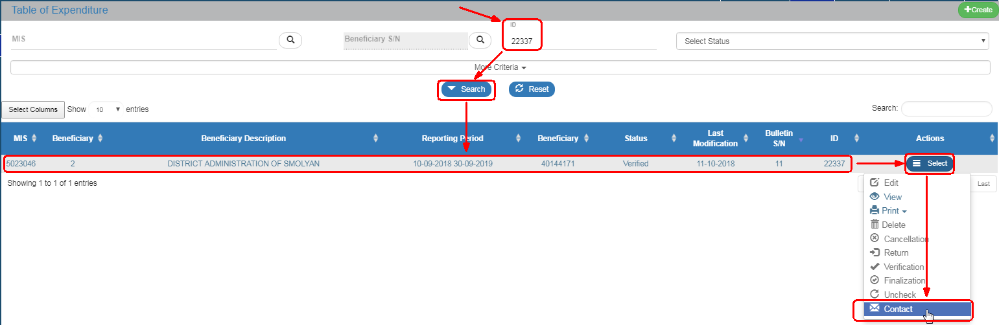 Table of Expenditure
Create
ID
MIS
Beneficiary S/N
22337
Select Status
More Criteria
Search
Reset
Select Columns Show 10 entries
Search:
MIS Beneficiary Beneficiary Description Reporting Period Beneficiary Status Last Modification Bulletin S/N ID Actions
5023046 2 DISTRICT ADMINISTRATION OF SMOLYAN 10-09-2018 30-09-2019 40144171 Verified 11-10-2018 11 22337 Select
Showing 1 to 1 of 1 entries
Last
Edit
View
Print
Delete
Cancellation
Return
Verification
Finalization
Uncheck
Contact